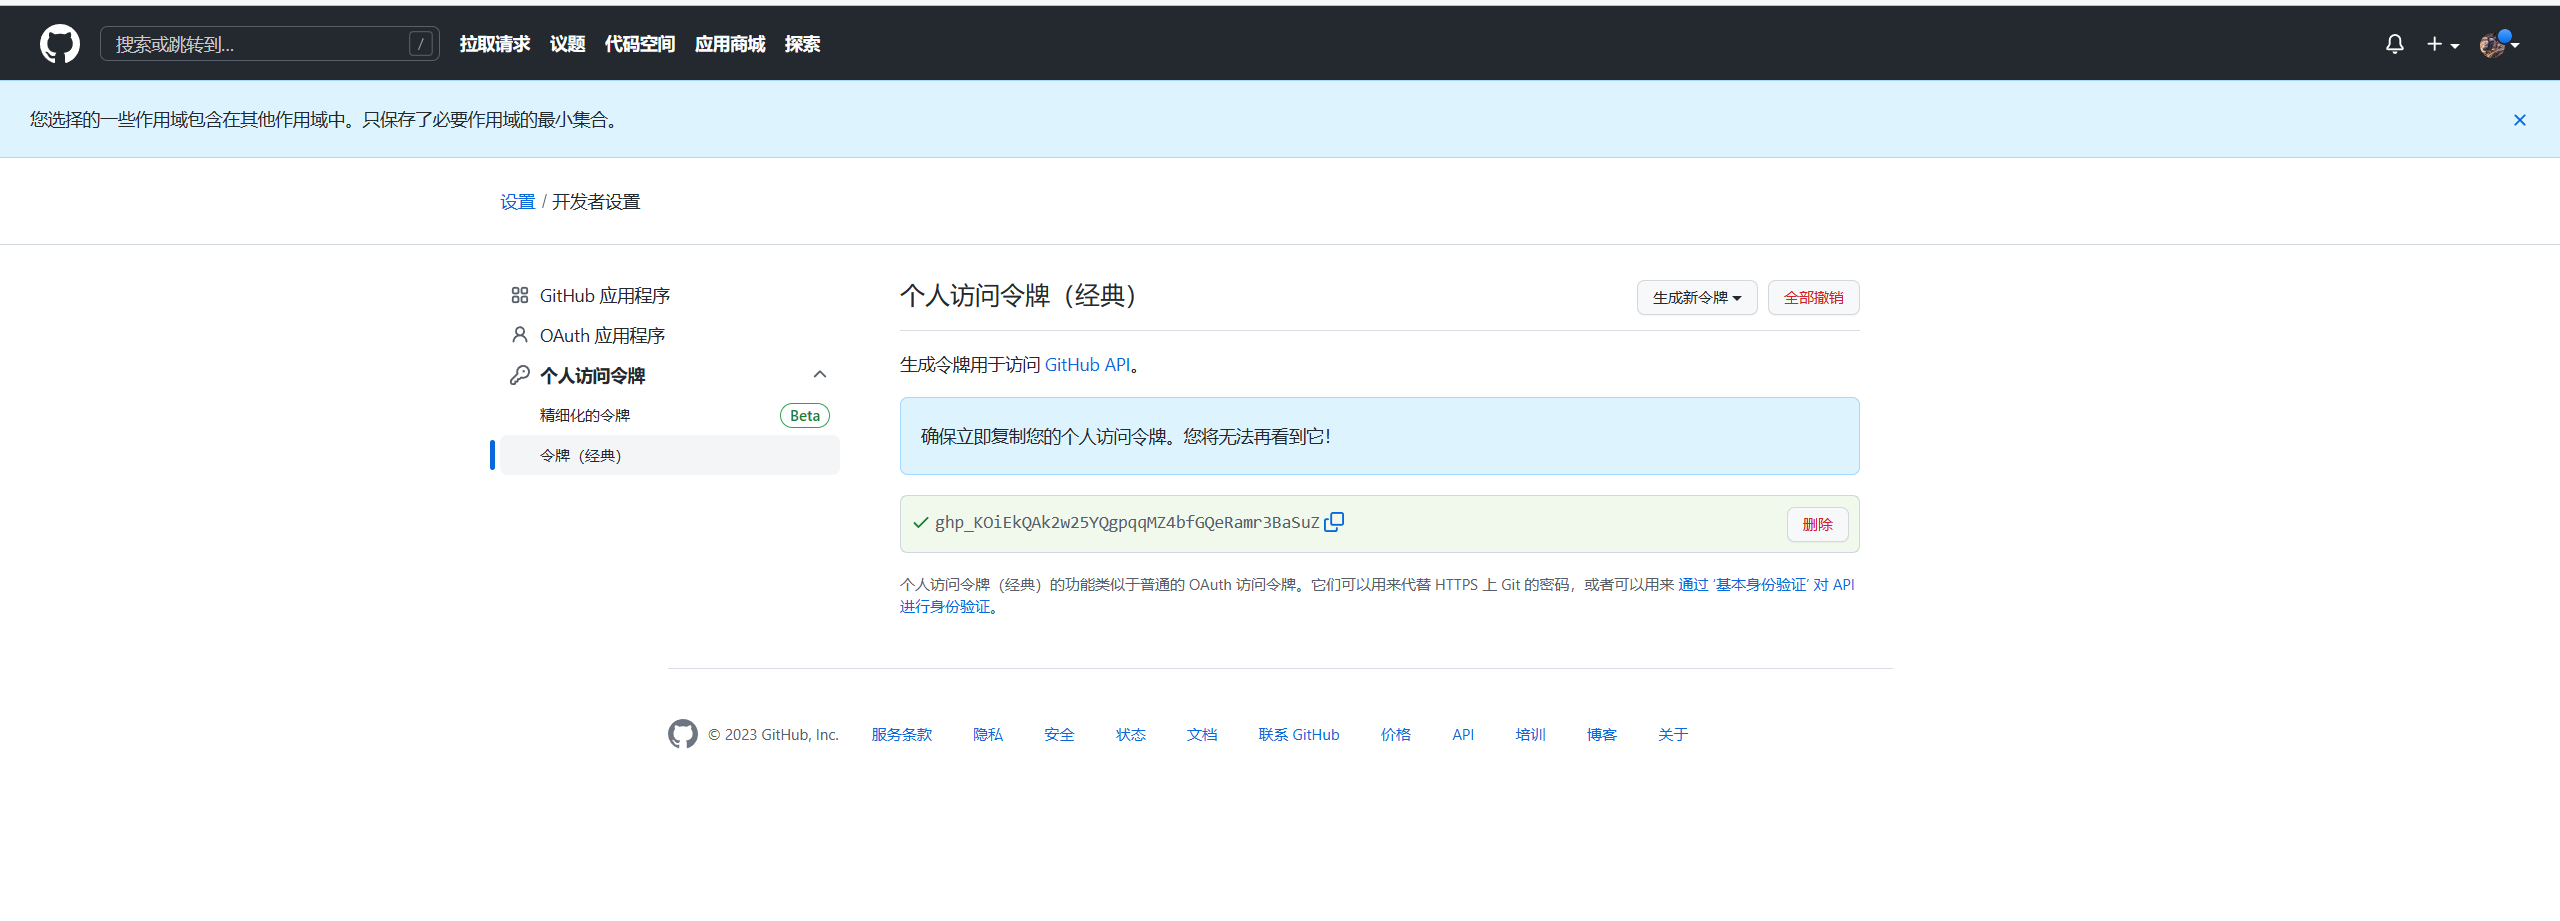 搜索或跳转到... / 拉取请求 议题 代码空间 应用商城 探索
您选择的一些作用域包含在其他作用域中。只保存了必要作用域的最小集合。
设置 / 开发者设置
GitHub 应用程序
OAuth 应用程序
个人访问令牌
精细化的令牌 Beta
令牌（经典）
个人访问令牌（经典） 生成新令牌 全部撤销
生成令牌用于访问 GitHub API。
确保立即复制您的个人访问令牌。您将无法再看到它！
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 删除
个人访问令牌（经典）的功能类似于普通的 OAuth 访问令牌。它们可以用来代替 HTTPS 上 Git 的密码，或者可以用来 通过 '基本身份验证' 对 API
进行身份验证。
© 2023 GitHub, Inc. 服务条款 隐私 安全 状态 文档 联系 GitHub 价格 API 培训 博客 关于